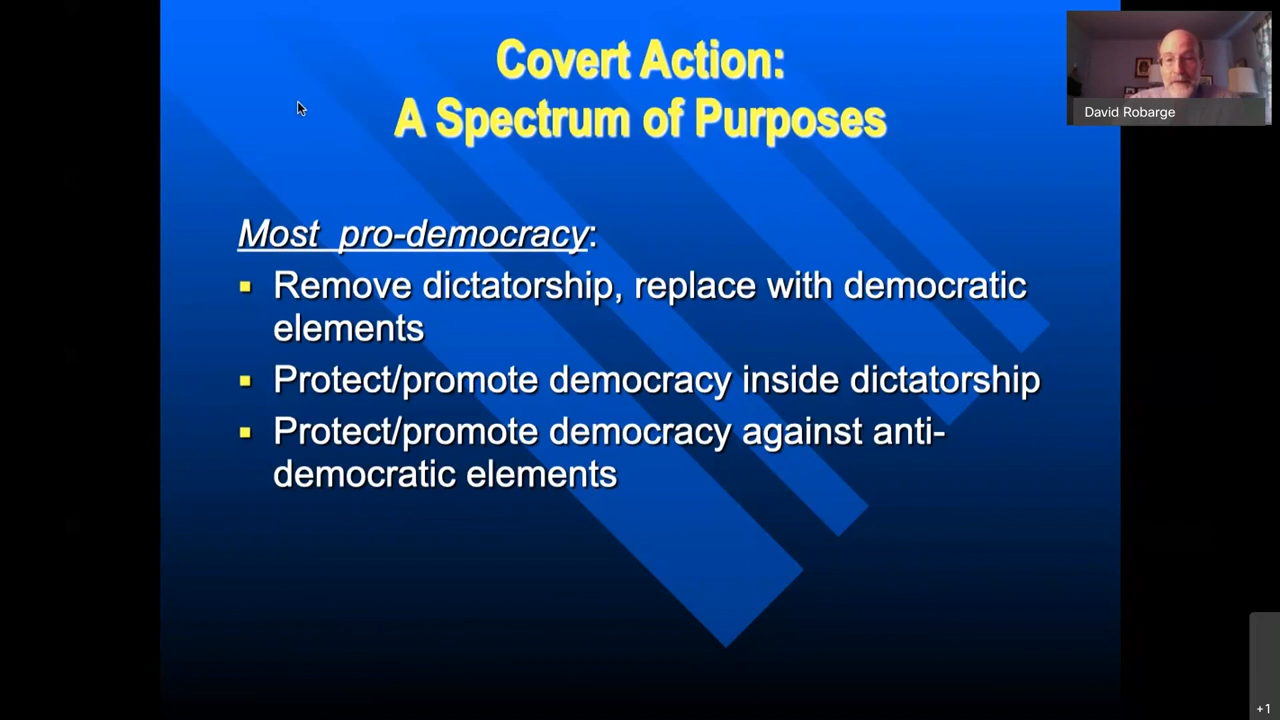 Covert Action:
A Spectrum of Purposes
David Robarge
Most pro-democracy:
▪ Remove dictatorship, replace with democratic
elements
▪ Protect/promote democracy inside dictatorship
▪ Protect/promote democracy against anti-
democratic elements
+1